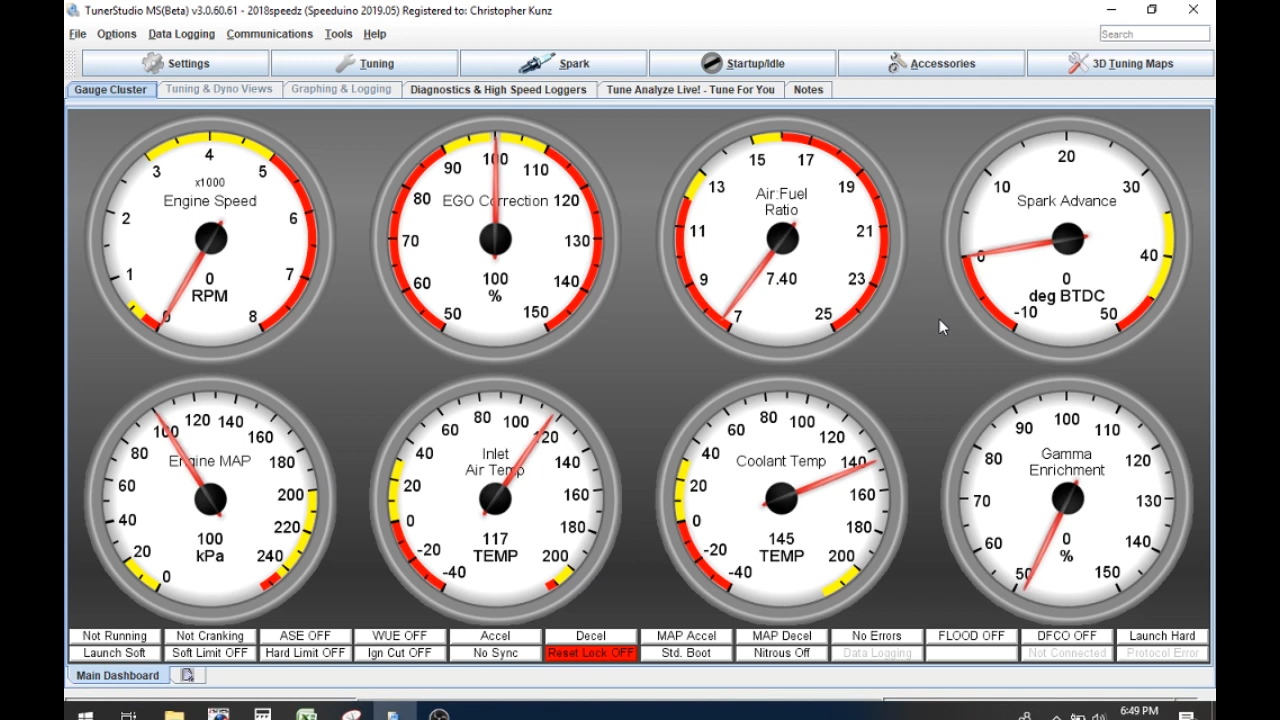 TunerStudio MS(Beta) v3.0.60.61 - 2018speedz (Speeduino 2019.05) Registered to: Christopher Kunz
File Options Data Logging Communications Tools Help Search
Settings Tuning Spark Startup/Idle Accessories 3D Tuning Maps
Gauge Cluster Tuning & Dyno Views Graphing & Logging Diagnostics & High Speed Loggers Tune Analyze Live! - Tune For You Notes
0 1 2 3 4 5 6 7 8
x1000
Engine Speed
0
RPM
50 60 70 80 90 100 110 120 130 140 150
EGO Correction
100
%
7 9 11 13 15 17 19 21 23 25
Air:Fuel
Ratio
7.40
-10 0 10 20 30 40 50
Spark Advance
0
deg BTDC
0 20 40 60 80 100 120 140 160 180 200 220 240
Engine MAP
100
kPa
-40 -20 0 20 40 60 80 100 120 140 160 180 200
Inlet
Air Temp
117
TEMP
-40 -20 0 20 40 60 80 100 120 140 160 180 200
Coolant Temp
145
TEMP
50 60 70 80 90 100 110 120 130 140 150
Gamma
Enrichment
0
%
Not Running Not Cranking ASE OFF WUE OFF Accel Decel MAP Accel MAP Decel No Errors FLOOD OFF DFCO OFF Launch Hard
Launch Soft Soft Limit OFF Hard Limit OFF Ign Cut OFF No Sync Reset Lock OFF Std. Boot Nitrous Off Data Logging Not Connected Protocol Error
Main Dashboard
6:49 PM